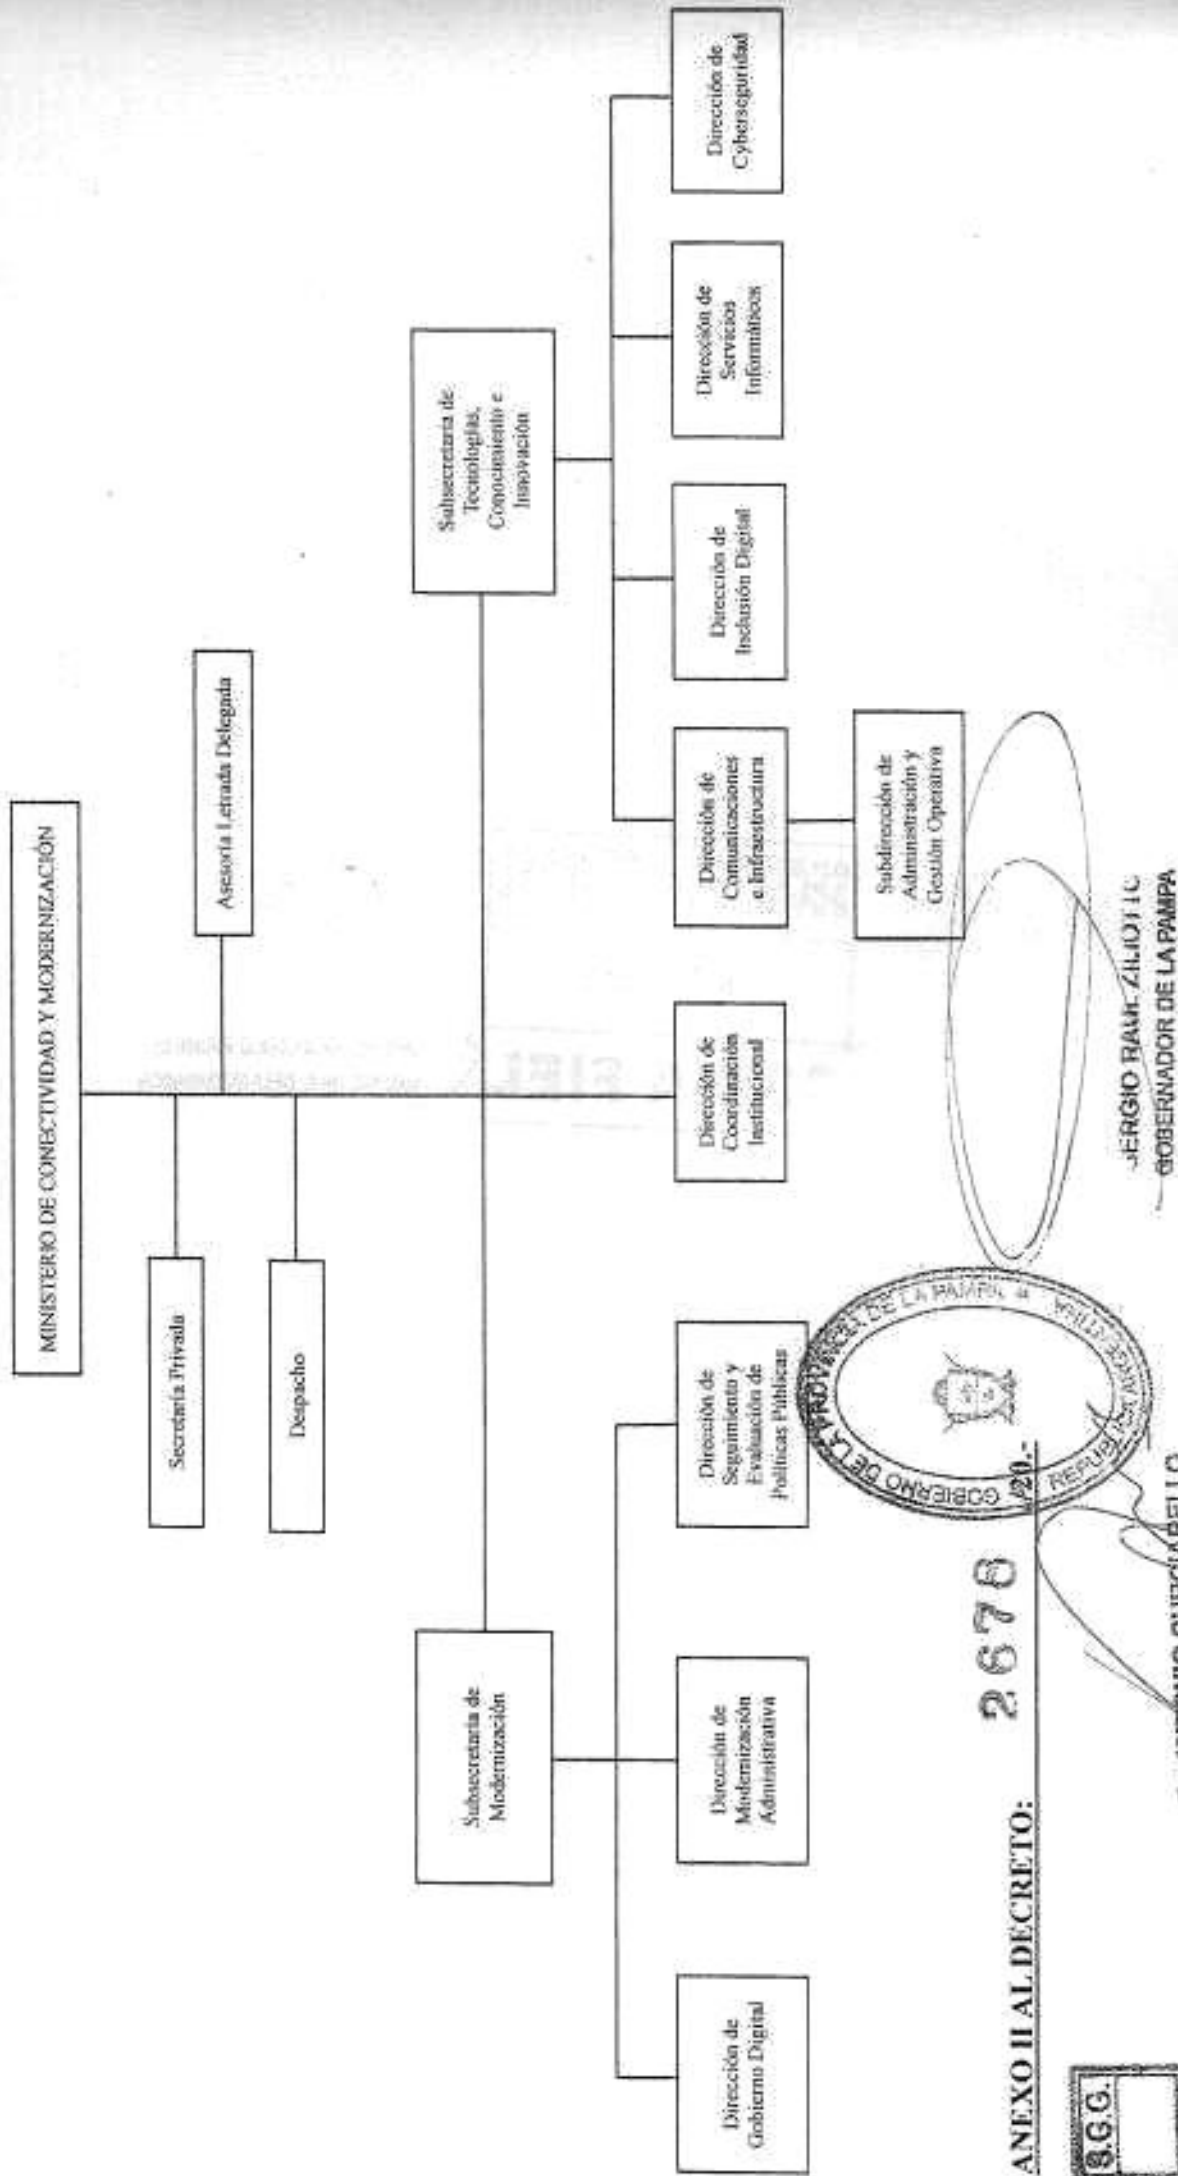 MINISTERIO DE CONECTIVIDAD Y MODERNIZACIÓN
Secretaría Privada
Asesoría Letrada Delegada
Despacho
Subsecretaría de
Modernización
Subsecretaría de
Tecnologías,
Conocimiento e
Innovación
Dirección de
Gobierno Digital
Dirección de
Modernización
Administrativa
Dirección de
Seguimiento y
Evaluación de
Políticas Públicas
Dirección de
Coordinación
Institucional
Dirección de
Comunicaciones
e Infraestructura
Dirección de
Inclusión Digital
Dirección de
Servicios
Informáticos
Dirección de
Cyberseguridad
Subdirección de
Administración y
Gestión Operativa
ANEXO II AL DECRETO: 2678 /20.-
GOBIERNO DE LA PROVINCIA DE LA PAMPA
REPUBLICA ARGENTINA
SERGIO RAUL ZILIOTTO
GOBERNADOR DE LA PAMPA
S.G.G.